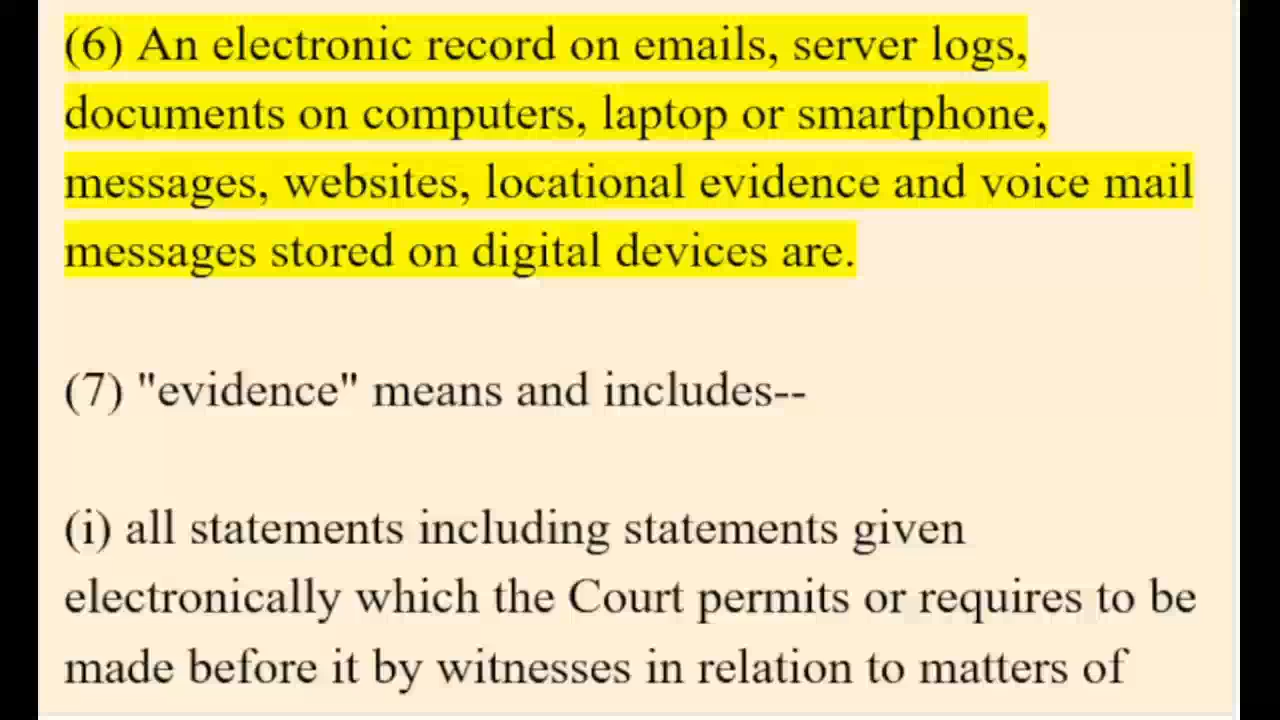 (6) An electronic record on emails, server logs,
documents on computers, laptop or smartphone,
messages, websites, locational evidence and voice mail
messages stored on digital devices are.
(7) "evidence" means and includes--
(i) all statements including statements given
electronically which the Court permits or requires to be
made before it by witnesses in relation to matters of